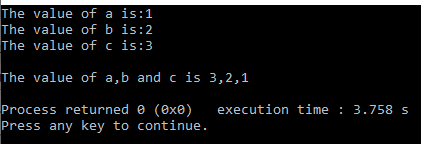 The value of a is:1
The value of b is:2
The value of c is:3
The value of a,b and c is 3,2,1
Process returned 0 (0x0)   execution time : 3.758 s
Press any key to continue.